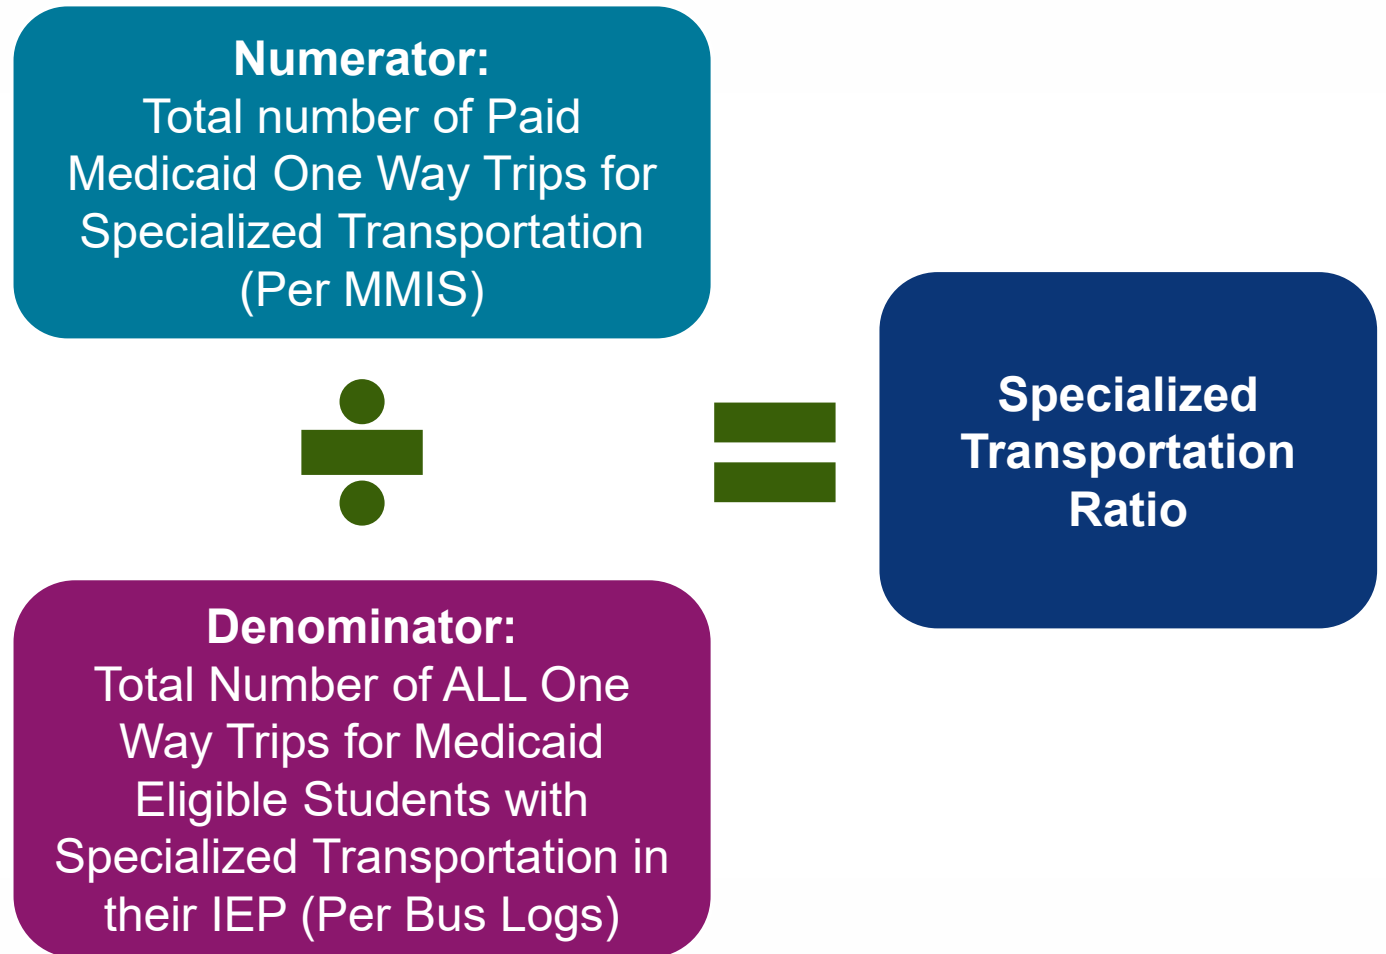 Numerator:
Total number of Paid
Medicaid One Way Trips for
Specialized Transportation
(Per MMIS)
Specialized
Transportation
Ratio
Denominator:
Total Number of ALL One
Way Trips for Medicaid
Eligible Students with
Specialized Transportation in
their IEP (Per Bus Logs)